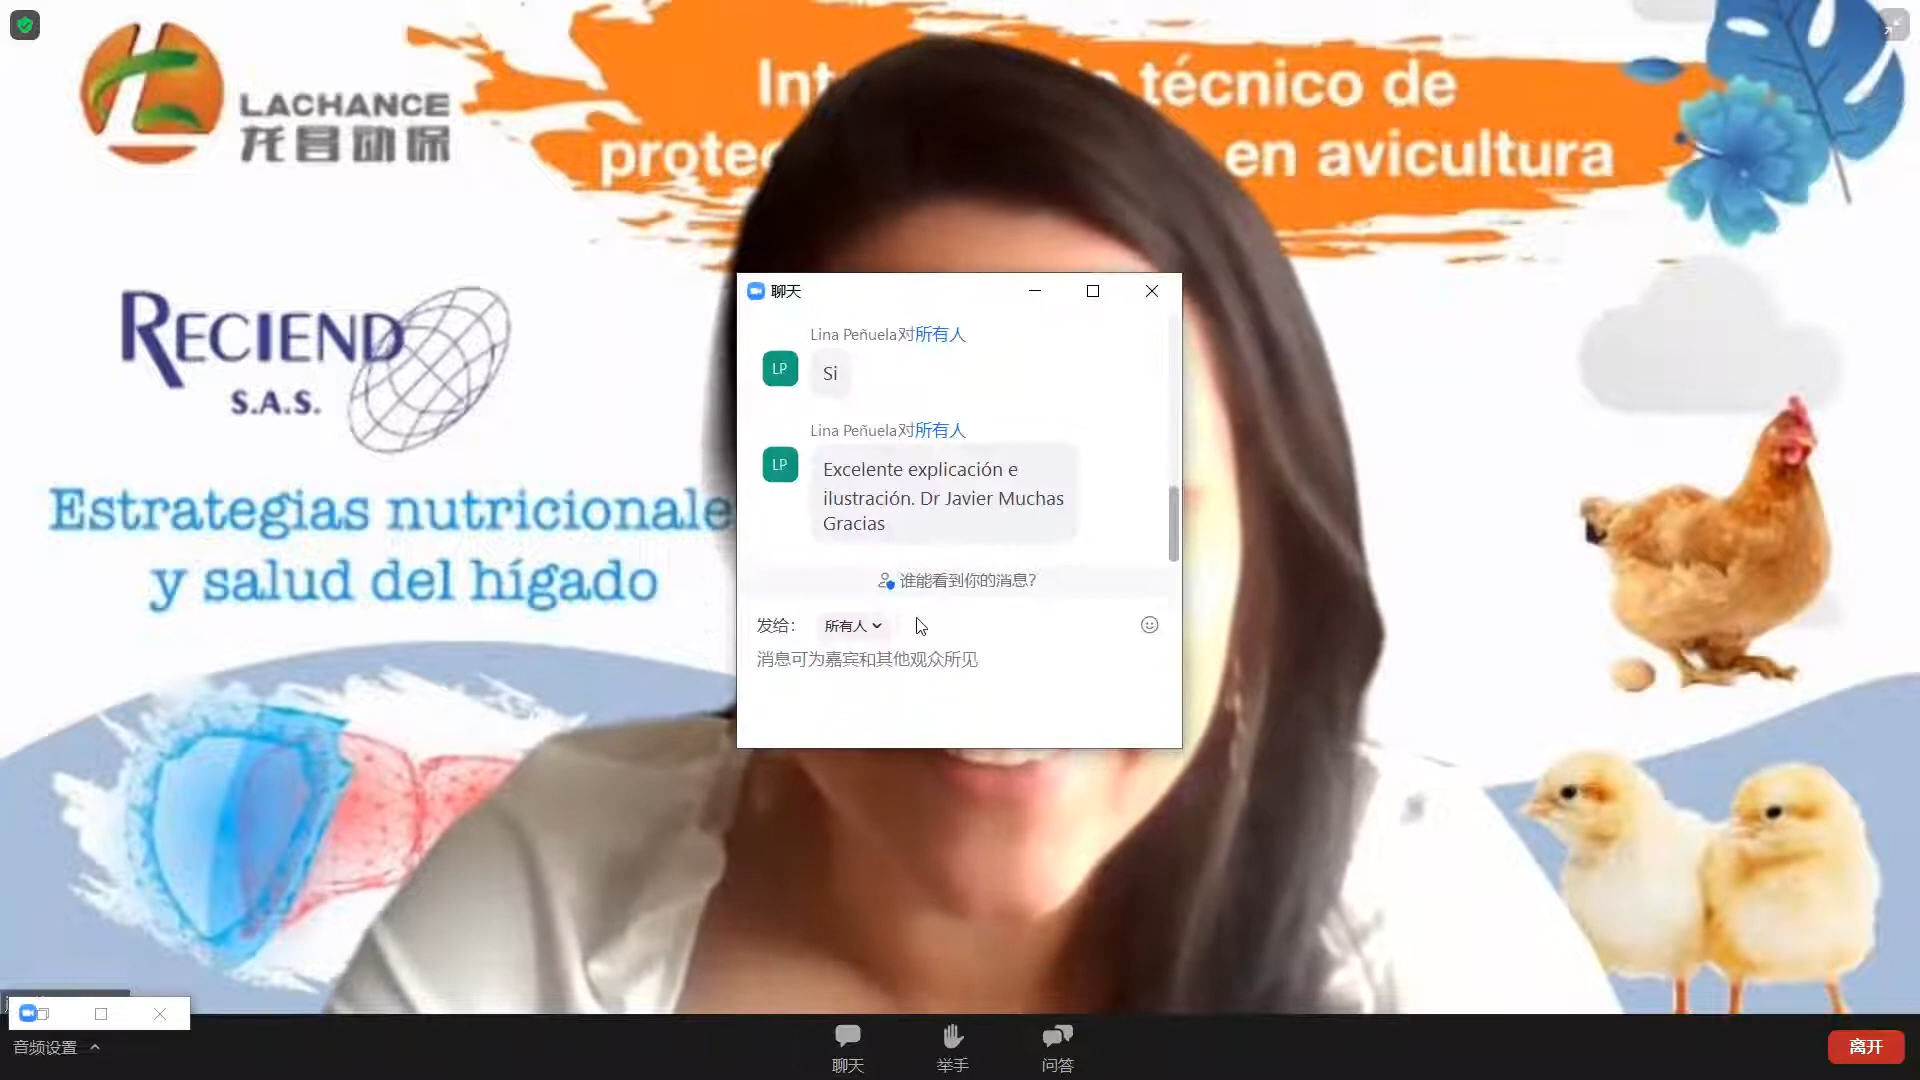 LACHANCE
龙昌动保
técnico de
en avicultura
RECIEND
S.A.S.
Estrategias nutricionale
y salud del hígado
聊天
Lina Peñuela对所有人
LP
Si
Lina Peñuela对所有人
LP
Excelente explicación e
ilustración. Dr Javier Muchas
Gracias
谁能看到你的消息?
发给: 所有人
消息可为嘉宾和其他观众所见
音频设置
聊天
举手
问答
离开